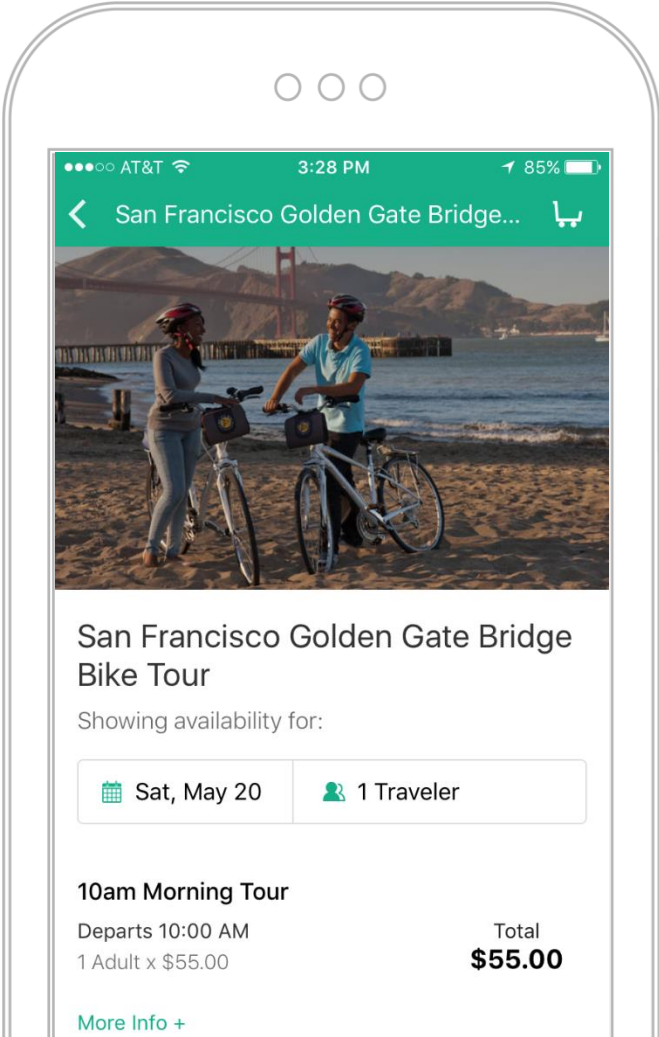 ●●●○○ AT&T 3:28 PM 85%
San Francisco Golden Gate Bridge...
San Francisco Golden Gate Bridge
Bike Tour
Showing availability for:
Sat, May 20 1 Traveler
10am Morning Tour
Departs 10:00 AM Total
1 Adult x $55.00 $55.00
More Info +